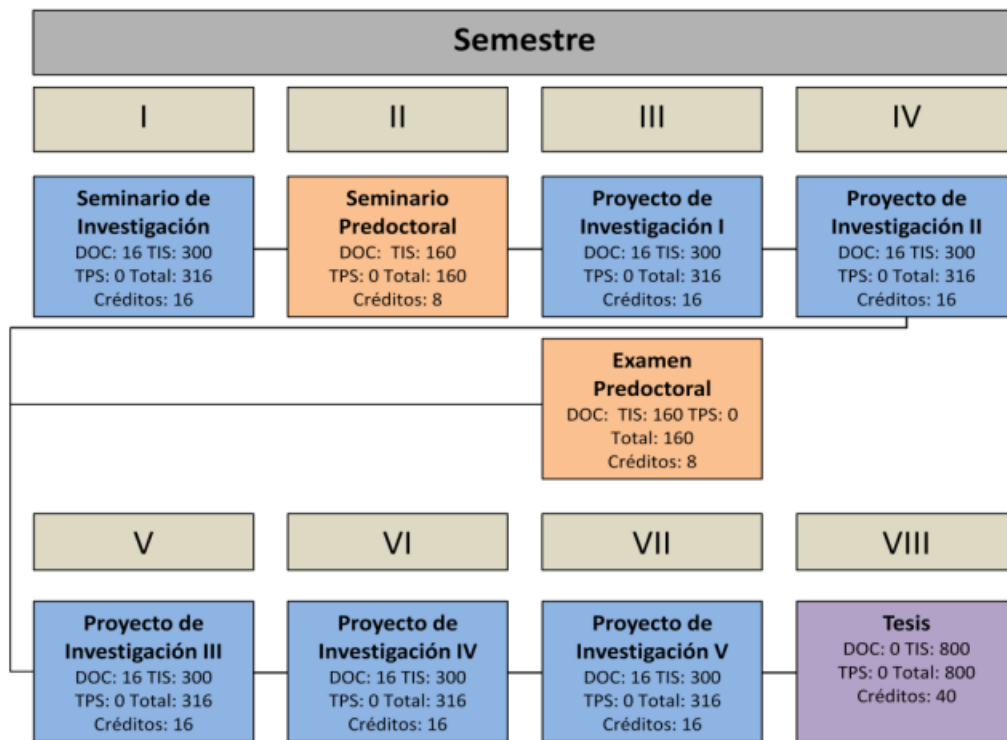 Semestre
I
II
III
IV
Seminario de
Investigación
DOC: 16 TIS: 300
TPS: 0 Total: 316
Créditos: 16
Seminario
Predoctoral
DOC:  TIS: 160
TPS: 0 Total: 160
Créditos: 8
Proyecto de
Investigación I
DOC: 16 TIS: 300
TPS: 0 Total: 316
Créditos: 16
Proyecto de
Investigación II
DOC: 16 TIS: 300
TPS: 0 Total: 316
Créditos: 16
Examen
Predoctoral
DOC:  TIS: 160 TPS: 0
Total: 160
Créditos: 8
V
VI
VII
VIII
Proyecto de
Investigación III
DOC: 16 TIS: 300
TPS: 0 Total: 316
Créditos: 16
Proyecto de
Investigación IV
DOC: 16 TIS: 300
TPS: 0 Total: 316
Créditos: 16
Proyecto de
Investigación V
DOC: 16 TIS: 300
TPS: 0 Total: 316
Créditos: 16
Tesis
DOC: 0 TIS: 800
TPS: 0 Total: 800
Créditos: 40